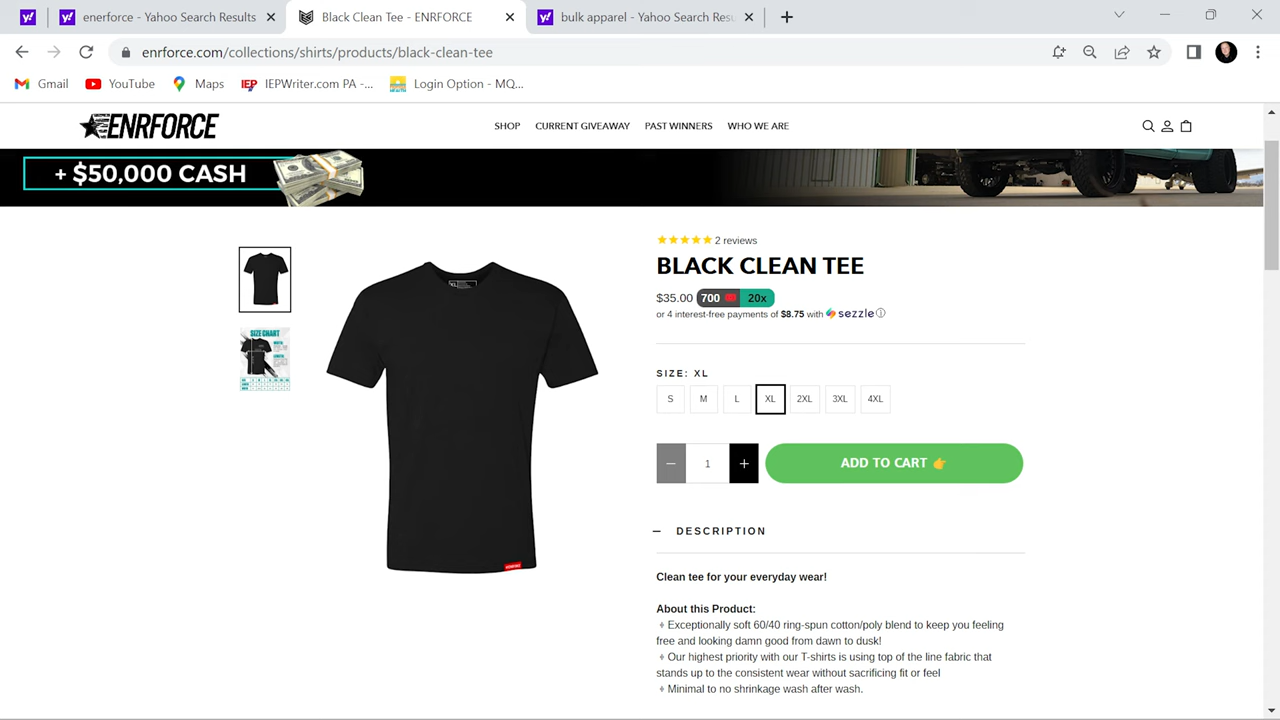 enerforce - Yahoo Search Results
Black Clean Tee - ENRFORCE
bulk apparel - Yahoo Search Resu
enrforce.com/collections/shirts/products/black-clean-tee
Gmail
YouTube
Maps
IEP IEPWriter.com PA -...
Login Option - MQ...
ENRFORCE
SHOP
CURRENT GIVEAWAY
PAST WINNERS
WHO WE ARE
+ $50,000 CASH
2 reviews
BLACK CLEAN TEE
$35.00 700 20x
or 4 interest-free payments of $8.75 with sezzle
SIZE CHART
SIZE: XL
S M L XL 2XL 3XL 4XL
− 1 +
ADD TO CART 👉
− DESCRIPTION
Clean tee for your everyday wear!
About this Product:
♦ Exceptionally soft 60/40 ring-spun cotton/poly blend to keep you feeling
free and looking damn good from dawn to dusk!
♦ Our highest priority with our T-shirts is using top of the line fabric that
stands up to the consistent wear without sacrificing fit or feel
♦ Minimal to no shrinkage wash after wash.